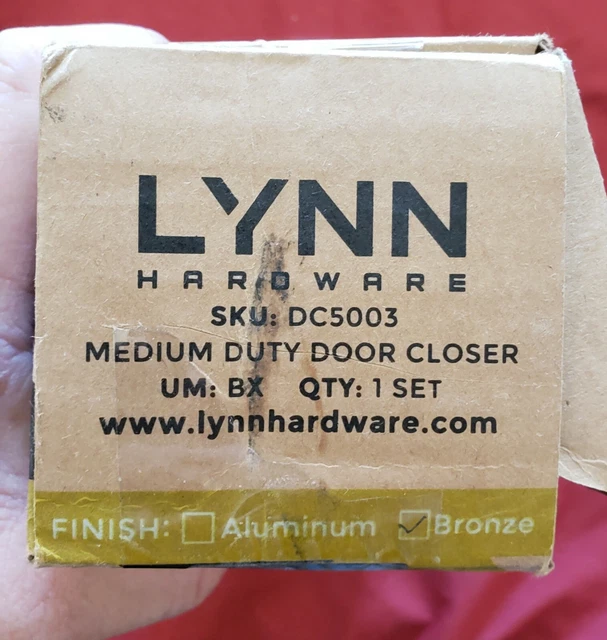 LYNN
HARDWARE
SKU: DC5003
MEDIUM DUTY DOOR CLOSER
UM: BX QTY: 1 SET
www.lynnhardware.com
FINISH: ☐ Aluminum ☑ Bronze